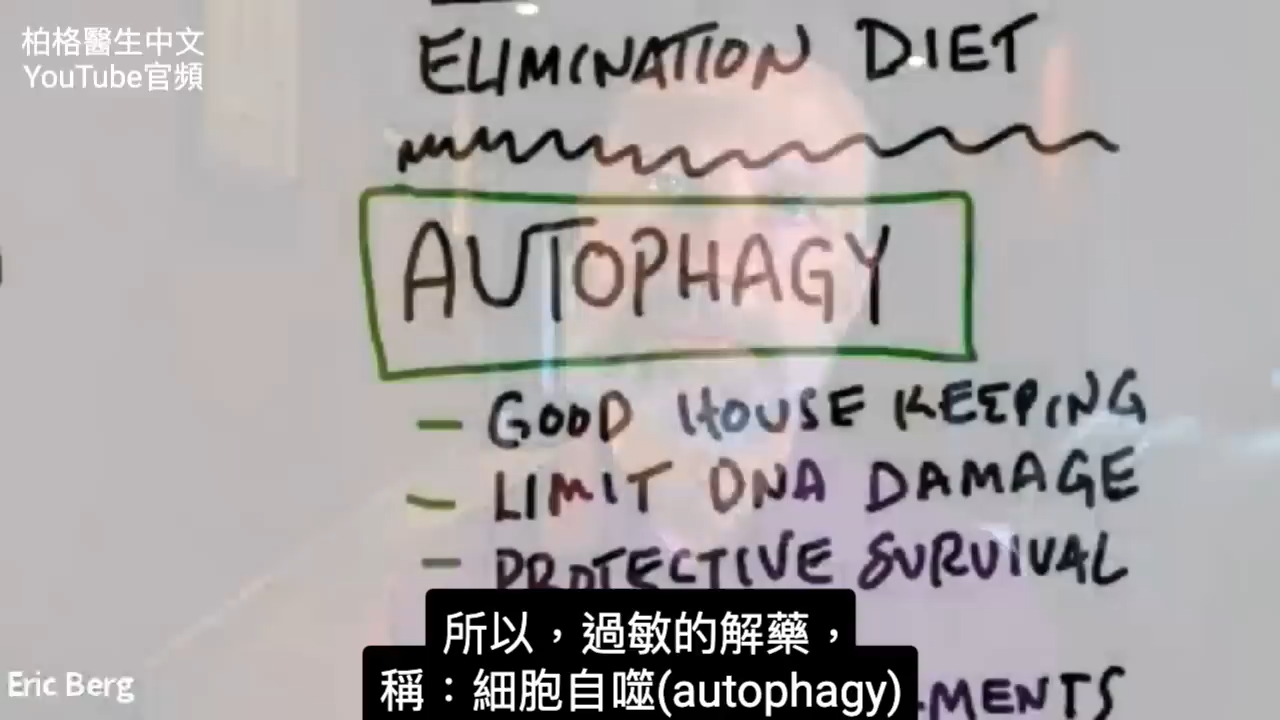 柏格醫生中文
YouTube官頻
ELIMINATION DIET
AUTOPHAGY
- GOOD HOUSE KEEPING
- LIMIT DNA DAMAGE
- PROTECTIVE SURVIVAL
所以，過敏的解藥，
稱：細胞自噬(autophagy)
Eric Berg